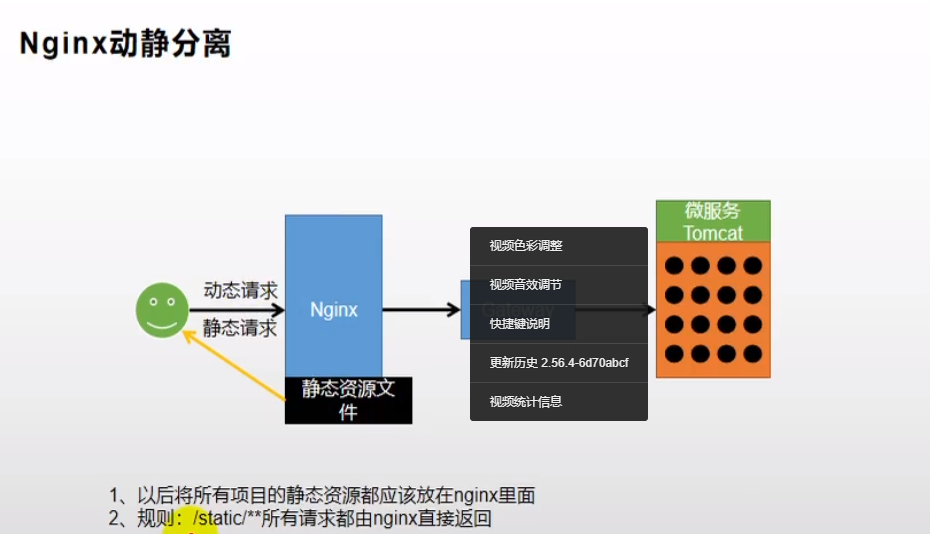 Nginx动静分离
动态请求
静态请求
Nginx
静态资源文
件
Gateway
视频色彩调整
视频音效调节
快捷键说明
更新历史 2.56.4-6d70abcf
视频统计信息
微服务
Tomcat
1、以后将所有项目的静态资源都应该放在nginx里面
2、规则：/static/**所有请求都由nginx直接返回